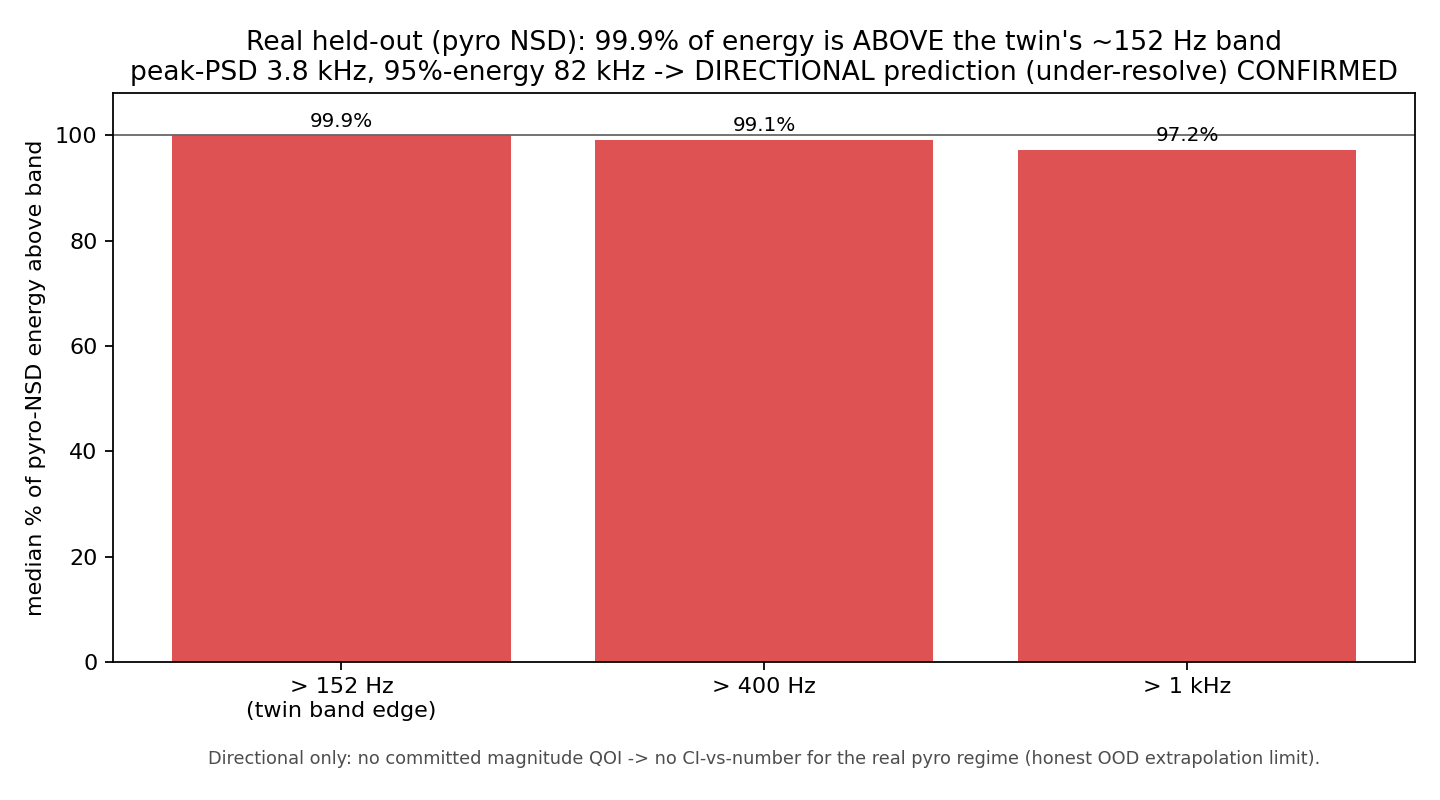 Real held-out (pyro NSD): 99.9% of energy is ABOVE the twin's ~152 Hz band
peak-PSD 3.8 kHz, 95%-energy 82 kHz -> DIRECTIONAL prediction (under-resolve) CONFIRMED
median % of pyro-NSD energy above band
100
80
60
40
20
0
99.9%
99.1%
97.2%
> 152 Hz
(twin band edge)
> 400 Hz
> 1 kHz
Directional only: no committed magnitude QOI -> no CI-vs-number for the real pyro regime (honest OOD extrapolation limit).